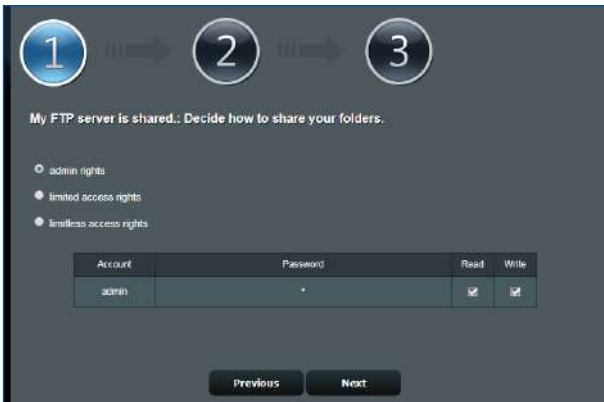 1 2 3
My FTP server is shared.: Decide how to share your folders.
admin rights
limited access rights
limitless access rights
Account Password Read Write
admin *
Previous Next